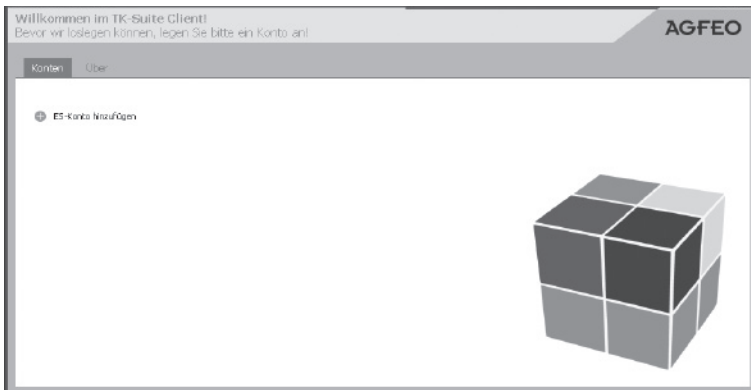 Willkommen im TK-Suite Client!
Bevor wir loslegen können, legen Sie bitte ein Konto an!
AGFEO
Konten
Über
ES-Konto hinzufügen